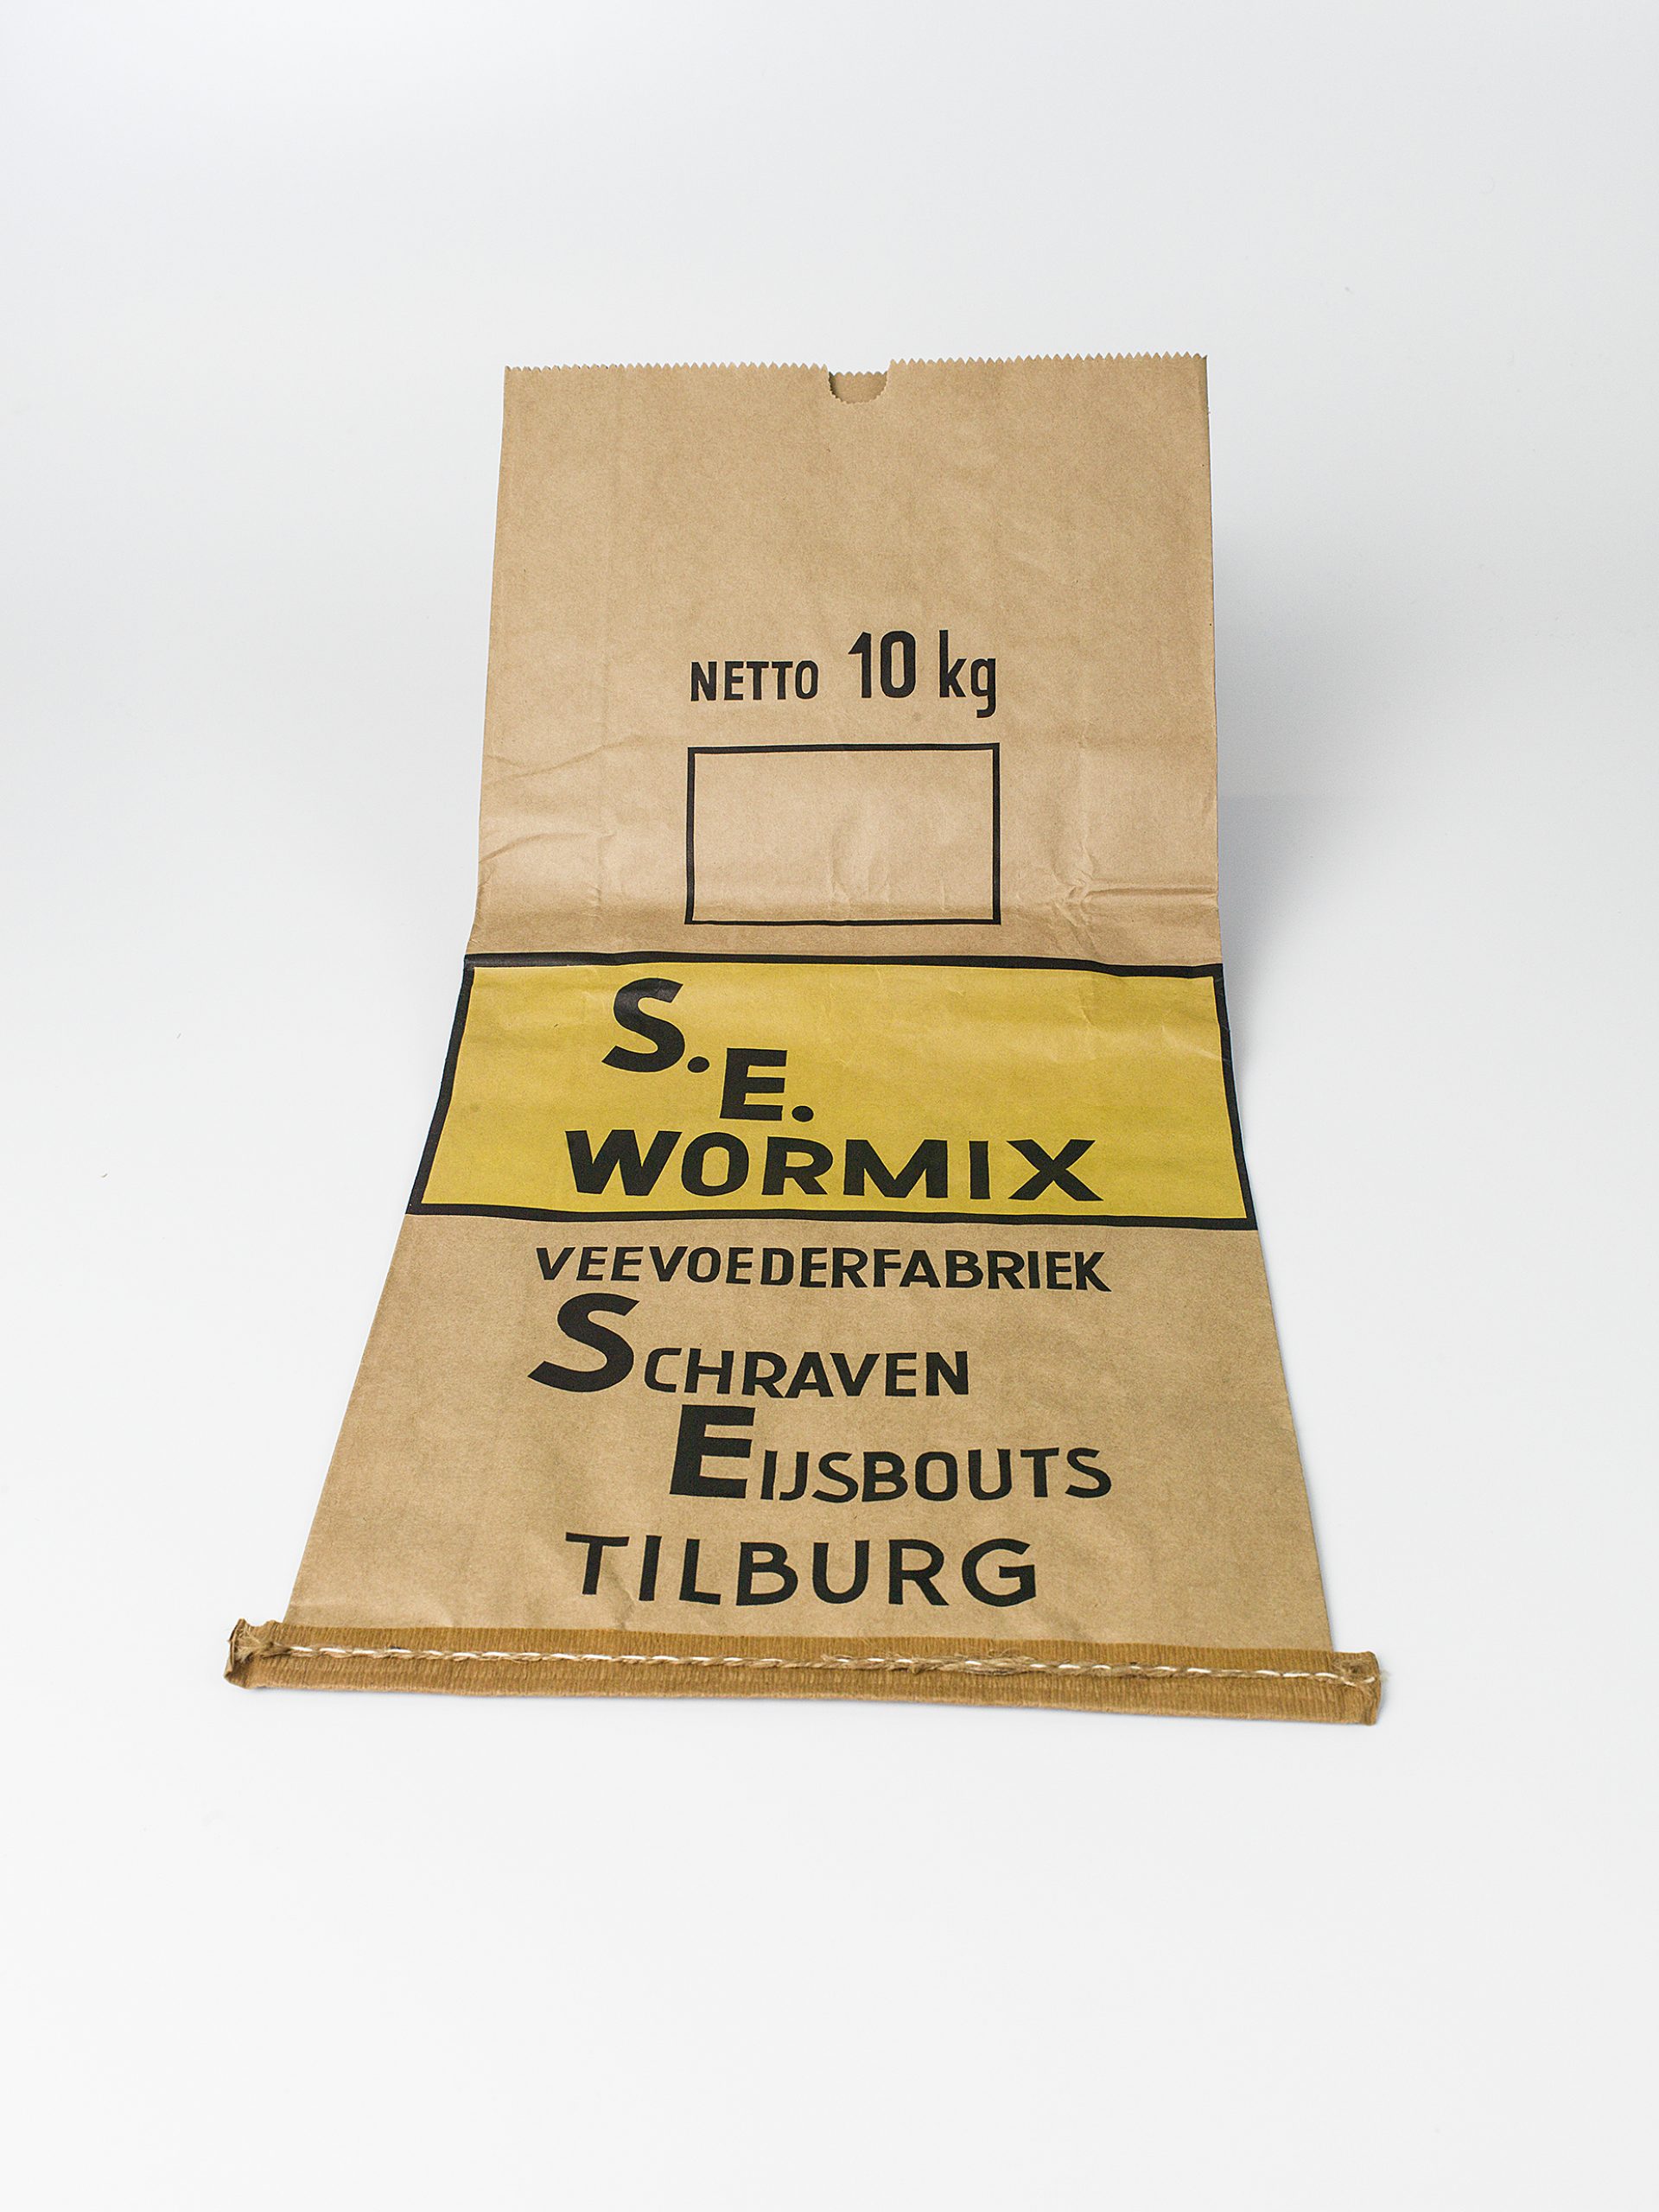 NETTO 10 kg
S.
E.
WORMIX
VEEVOEDERFABRIEK
SCHRAVEN
EIJSBOUTS
TILBURG